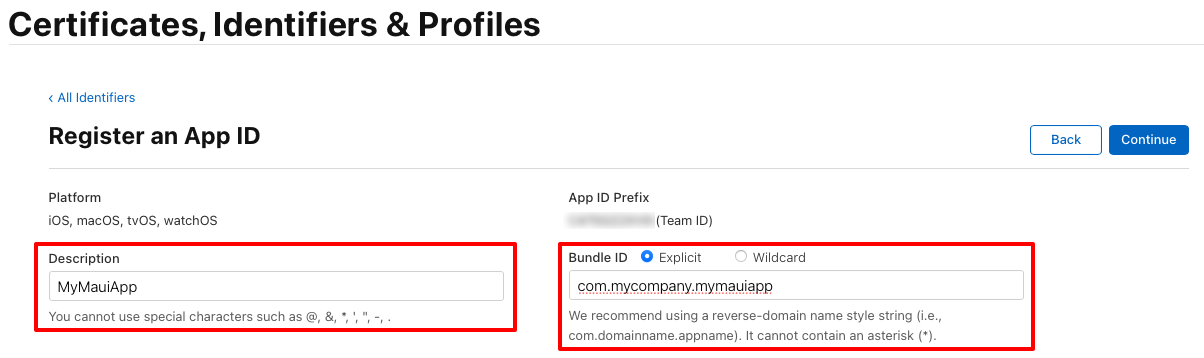 Certificates, Identifiers & Profiles
‹ All Identifiers
Register an App ID
Back
Continue
Platform
iOS, macOS, tvOS, watchOS
App ID Prefix
(Team ID)
Description
MyMauiApp
You cannot use special characters such as @, &, *, ', ", -, .
Bundle ID Explicit Wildcard
com.mycompany.mymauiapp
We recommend using a reverse-domain name style string (i.e.,
com.domainname.appname). It cannot contain an asterisk (*).